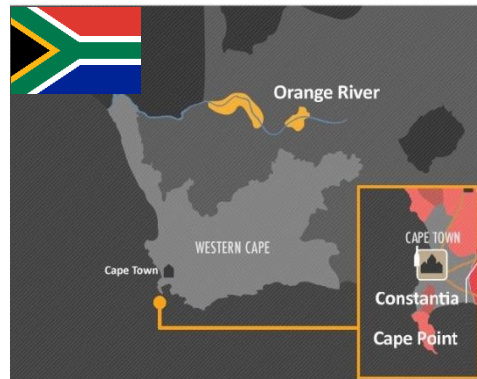 Orange River
WESTERN CAPE
Cape Town
CAPE TOWN
Constantia
Cape Point